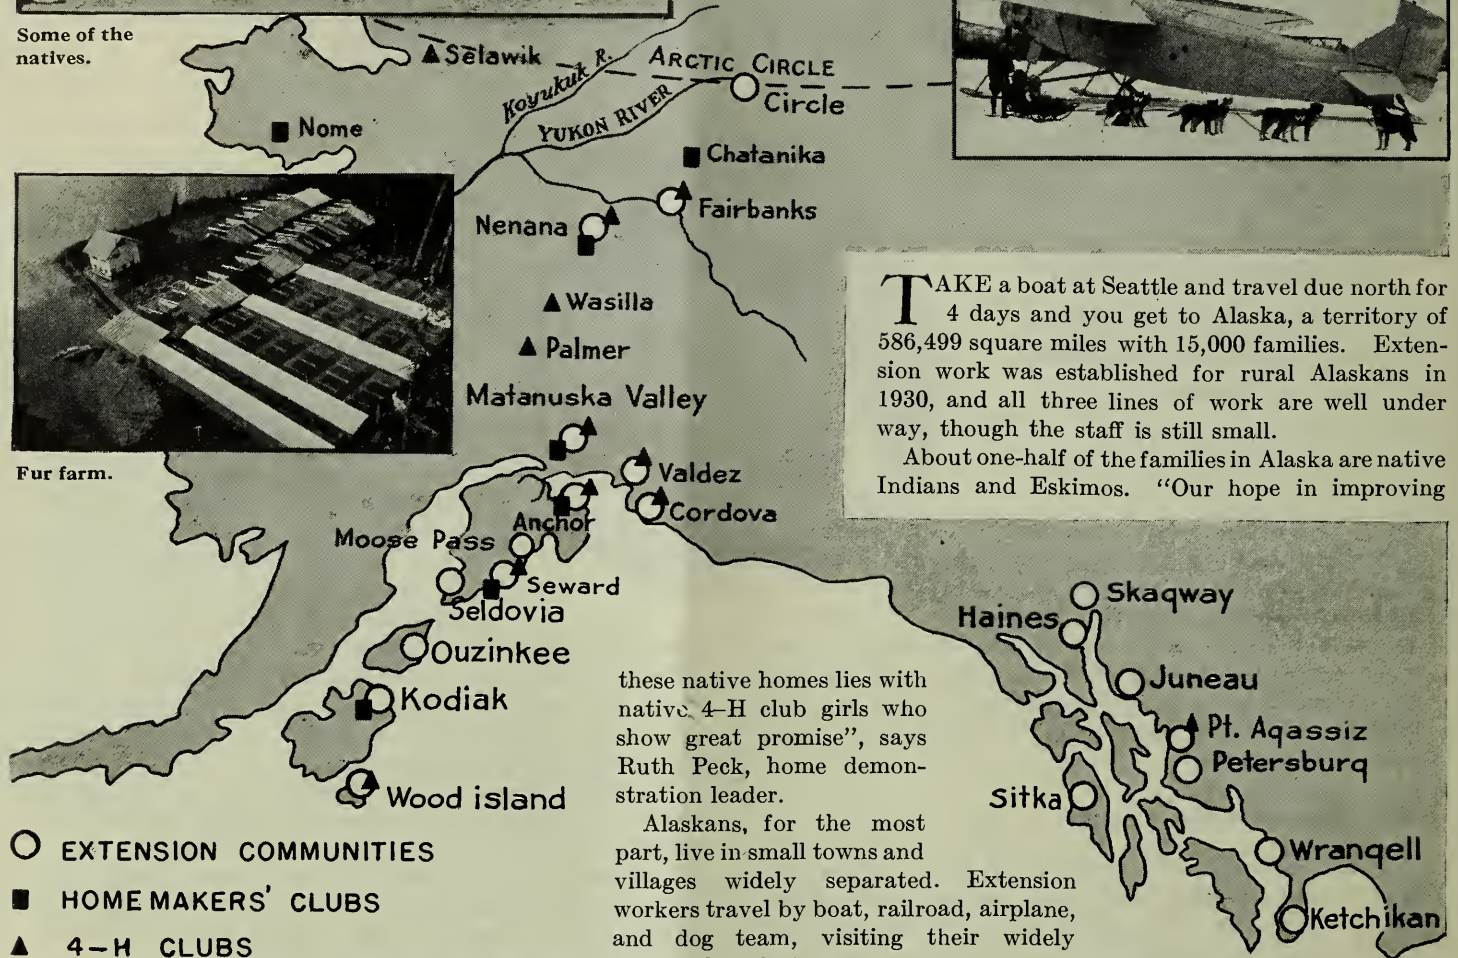 Some of the
natives.
Selawik
Koyukuk R.
ARCTIC CIRCLE
Circle
YUKON RIVER
Nome
Chatanika
Fairbanks
Nenana
Wasilla
Palmer
Matanuska Valley
Fur farm.
Valdez
Cordova
Anchor
Moose Pass
Seward
Seldovia
Ouzinkee
Kodiak
Wood island
Skagway
Haines
Juneau
Pt. Agassiz
Petersburg
Sitka
Wrangell
Ketchikan
EXTENSION COMMUNITIES
HOMEMAKERS' CLUBS
4-H CLUBS
TAKE a boat at Seattle and travel due north for
4 days and you get to Alaska, a territory of
586,499 square miles with 15,000 families. Exten-
sion work was established for rural Alaskans in
1930, and all three lines of work are well under
way, though the staff is still small.
About one-half of the families in Alaska are native
Indians and Eskimos. "Our hope in improving
these native homes lies with
native 4-H club girls who
show great promise", says
Ruth Peck, home demon-
stration leader.
Alaskans, for the most
part, live in small towns and
villages widely separated. Extension
workers travel by boat, railroad, airplane,
and dog team, visiting their widely